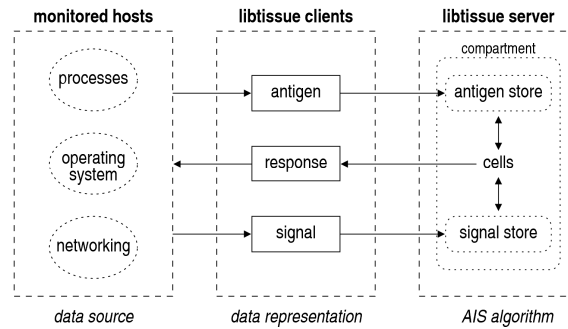 monitored hosts
libtissue clients
libtissue server
compartment
processes
antigen
antigen store
operating
system
response
cells
networking
signal
signal store
data source
data representation
AIS algorithm